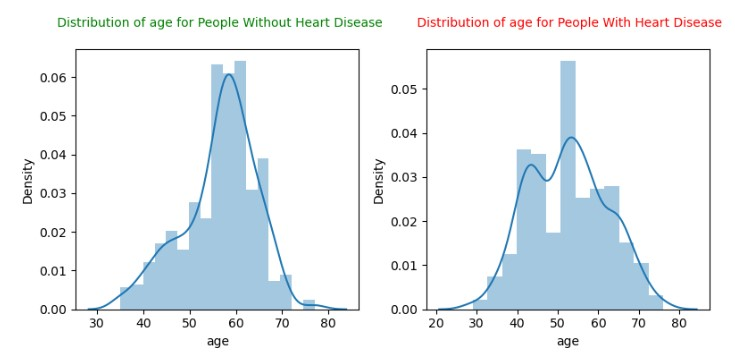 Distribution of age for People Without Heart Disease
0.06
0.05
0.04
0.03
0.02
0.01
0.00
Density
30 40 50 60 70 80
age
Distribution of age for People With Heart Disease
0.05
0.04
0.03
0.02
0.01
0.00
Density
20 30 40 50 60 70 80
age